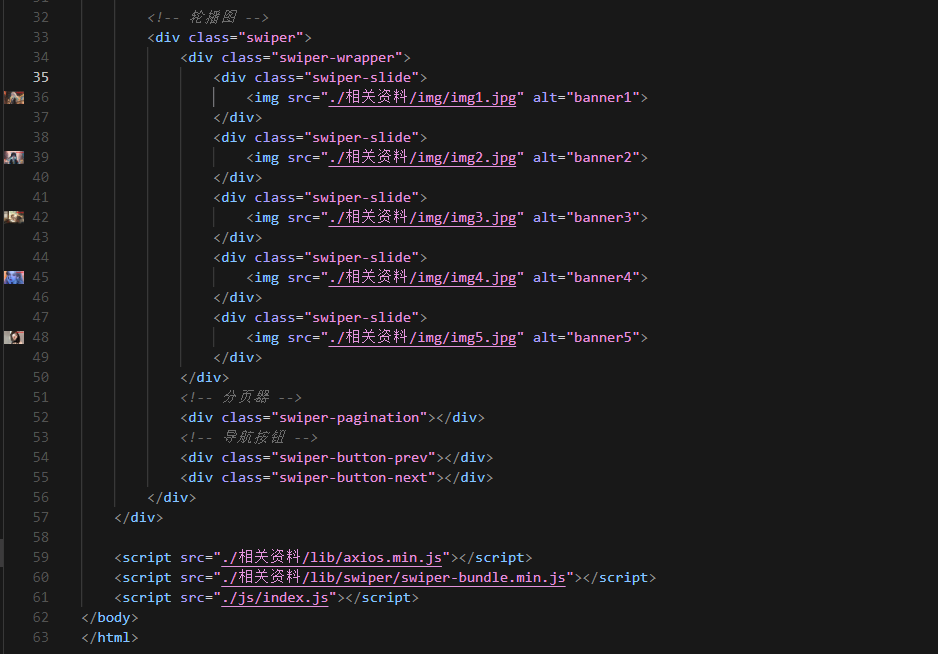 32 <!-- 轮播图 -->
33 <div class="swiper">
34 <div class="swiper-wrapper">
35 <div class="swiper-slide">
36 <img src="./相关资料/img/img1.jpg" alt="banner1">
37 </div>
38 <div class="swiper-slide">
39 <img src="./相关资料/img/img2.jpg" alt="banner2">
40 </div>
41 <div class="swiper-slide">
42 <img src="./相关资料/img/img3.jpg" alt="banner3">
43 </div>
44 <div class="swiper-slide">
45 <img src="./相关资料/img/img4.jpg" alt="banner4">
46 </div>
47 <div class="swiper-slide">
48 <img src="./相关资料/img/img5.jpg" alt="banner5">
49 </div>
50 </div>
51 <!-- 分页器 -->
52 <div class="swiper-pagination"></div>
53 <!-- 导航按钮 -->
54 <div class="swiper-button-prev"></div>
55 <div class="swiper-button-next"></div>
56 </div>
57 </div>
58
59 <script src="./相关资料/lib/axios.min.js"></script>
60 <script src="./相关资料/lib/swiper/swiper-bundle.min.js"></script>
61 <script src="./js/index.js"></script>
62 </body>
63 </html>